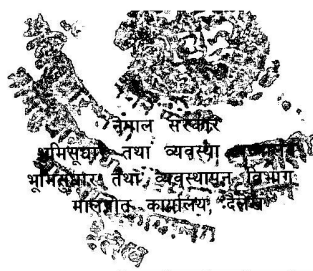 नेपाल सरकार
भूमिसुधार तथा व्यवस्था
भूमिसुधार तथा व्यवस्थापन विभाग
मालपोत कार्यालय, दैलेख